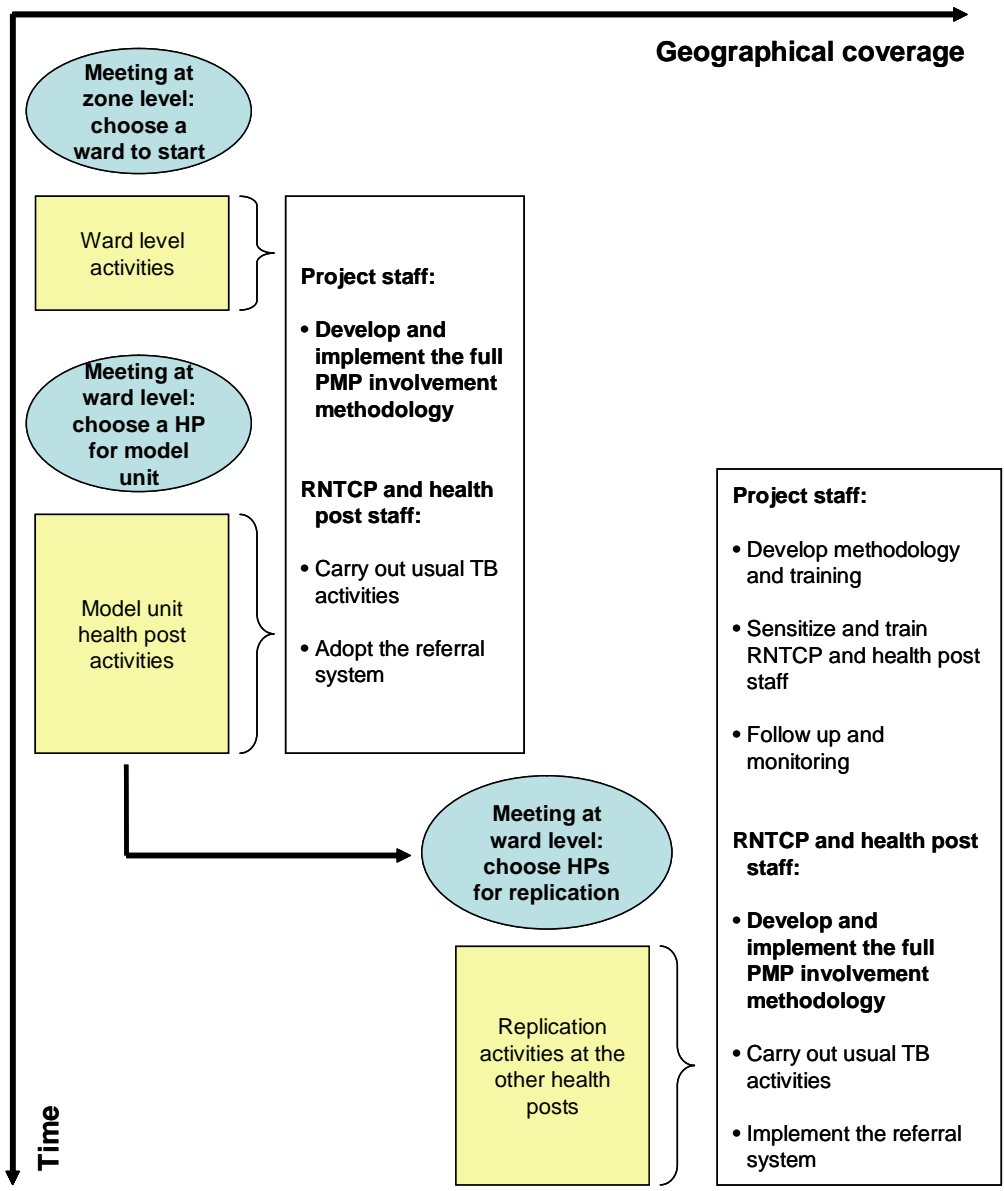 Geographical coverage
Meeting at
zone level:
choose a
ward to start
Ward level
activities
Project staff:
• Develop and
implement the full
PMP involvement
methodology
RNTCP and health
post staff:
• Carry out usual TB
activities
• Adopt the referral
system
Meeting at
ward level:
choose a HP
for model
unit
Model unit
health post
activities
Meeting at
ward level:
choose HPs
for replication
Replication
activities at the
other health
posts
Project staff:
• Develop methodology
and training
• Sensitize and train
RNTCP and health post
staff
• Follow up and
monitoring
RNTCP and health post
staff:
• Develop and
implement the full
PMP involvement
methodology
• Carry out usual TB
activities
• Implement the referral
system
Time